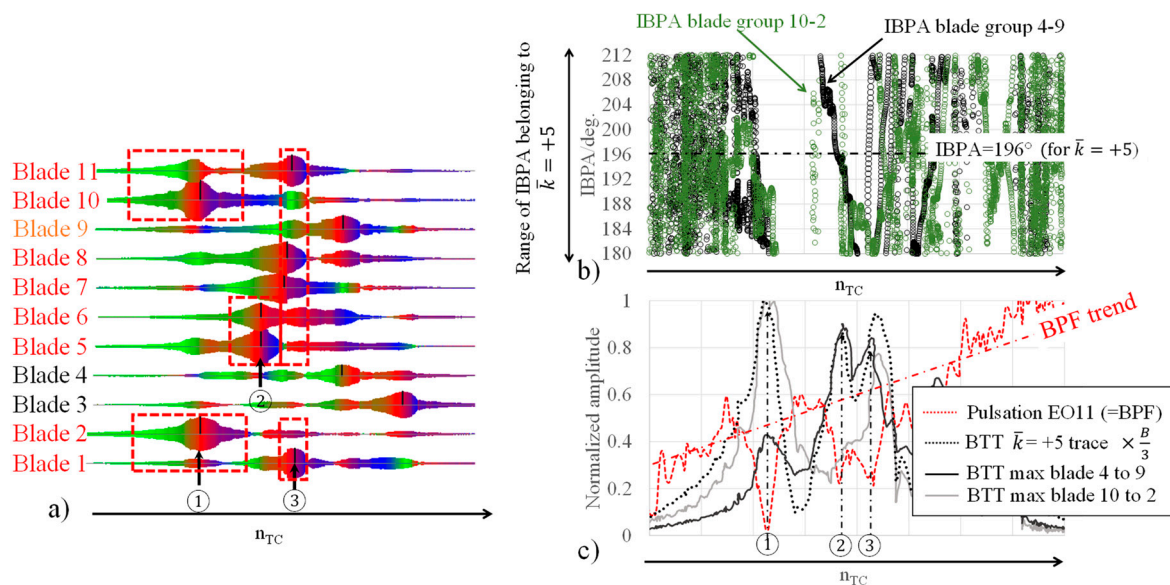 Blade 11
Blade 10
Blade 9
Blade 8
Blade 7
Blade 6
Blade 5
Blade 4
Blade 3
Blade 2
Blade 1
②
①
③
a)
n_TC
b)
IBPA blade group 10-2
IBPA blade group 4-9
Range of IBPA belonging to
k̄ = +5
IBPA/deg.
212
208
204
200
196
192
188
184
180
IBPA=196° (for k̄ = +5)
n_TC
Normalized amplitude
1
0.8
0.6
0.4
0.2
0
BPF trend
Pulsation EO11 (=BPF)
BTT k̄ = +5 trace × B/3
BTT max blade 4 to 9
BTT max blade 10 to 2
① ② ③
c)
n_TC